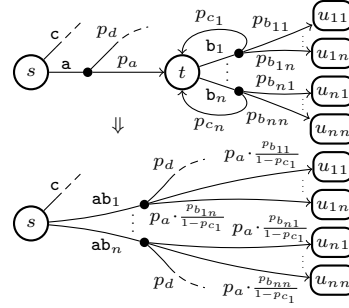 c p_d p_{c_1} p_{b_{11}} u_{11}
s a p_a t b_1 p_{b_{1n}} u_{1n}
⋮ ⋮
b_n p_{b_{n1}} u_{n1}
⇓ p_{c_n} p_{b_{nn}} u_{nn}
c p_d p_a · \frac{p_{b_{11}}}{1-p_{c_1}} u_{11}
ab_1 p_a · \frac{p_{b_{1n}}}{1-p_{c_1}} u_{1n}
s ⋮ p_a · \frac{p_{b_{n1}}}{1-p_{c_1}} ⋮
ab_n u_{n1}
p_d p_a · \frac{p_{b_{nn}}}{1-p_{c_1}} u_{nn}